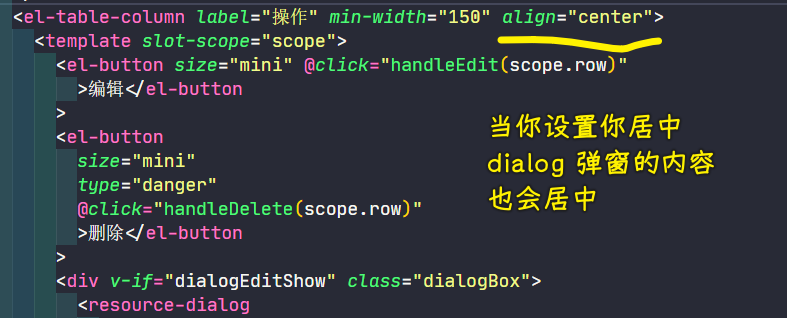 <el-table-column label="操作" min-width="150" align="center">
<template slot-scope="scope">
<el-button size="mini" @click="handleEdit(scope.row)"
>编辑</el-button
>
<el-button
size="mini"
type="danger"
@click="handleDelete(scope.row)"
>删除</el-button
>
<div v-if="dialogEditShow" class="dialogBox">
<resource-dialog
当你设置你居中
dialog 弹窗的内容
也会居中